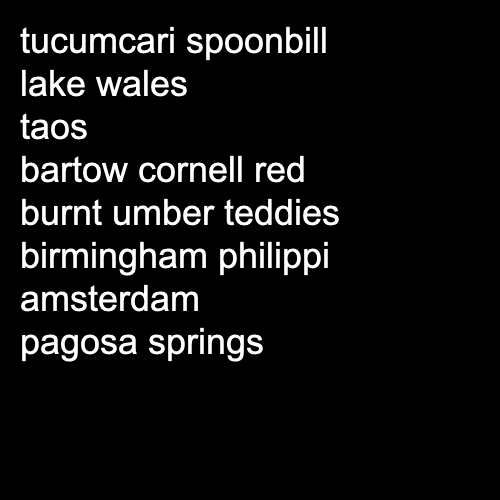 tucumcari spoonbill
lake wales
taos
bartow cornell red
burnt umber teddies
birmingham philippi
amsterdam
pagosa springs